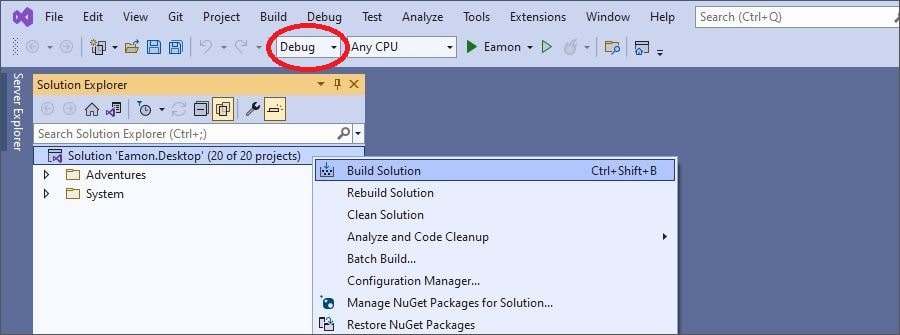 File Edit View Git Project Build Debug Test Analyze Tools Extensions Window Help Search (Ctrl+Q)
Debug Any CPU Eamon
Server Explorer
Solution Explorer
Search Solution Explorer (Ctrl+;)
Solution 'Eamon.Desktop' (20 of 20 projects)
Adventures
System
Build Solution Ctrl+Shift+B
Rebuild Solution
Clean Solution
Analyze and Code Cleanup
Batch Build...
Configuration Manager...
Manage NuGet Packages for Solution...
Restore NuGet Packages